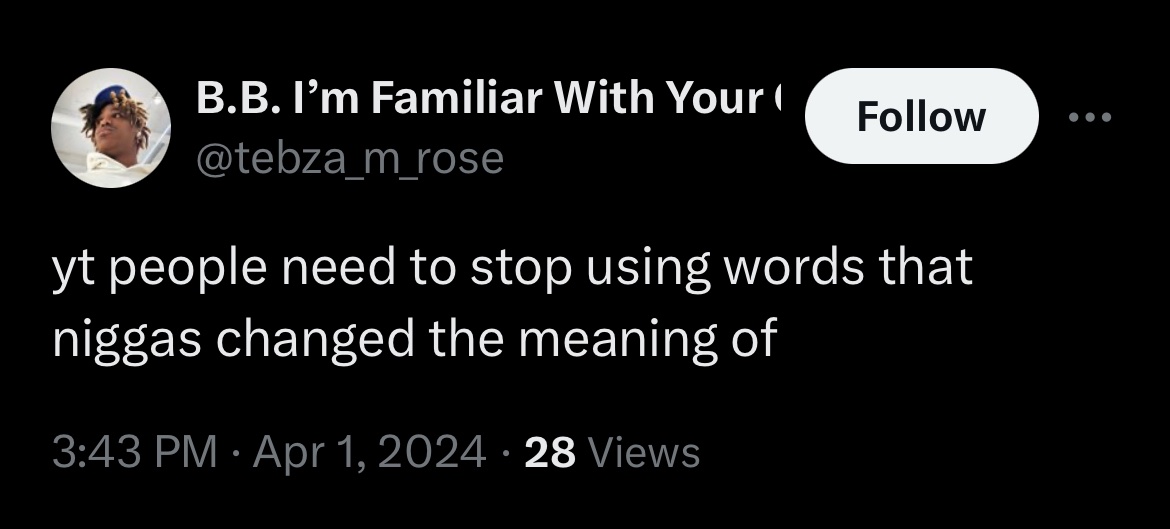 B.B. I’m Familiar With Your
Follow
@tebza_m_rose
yt people need to stop using words that
niggas changed the meaning of
3:43 PM · Apr 1, 2024 · 28 Views